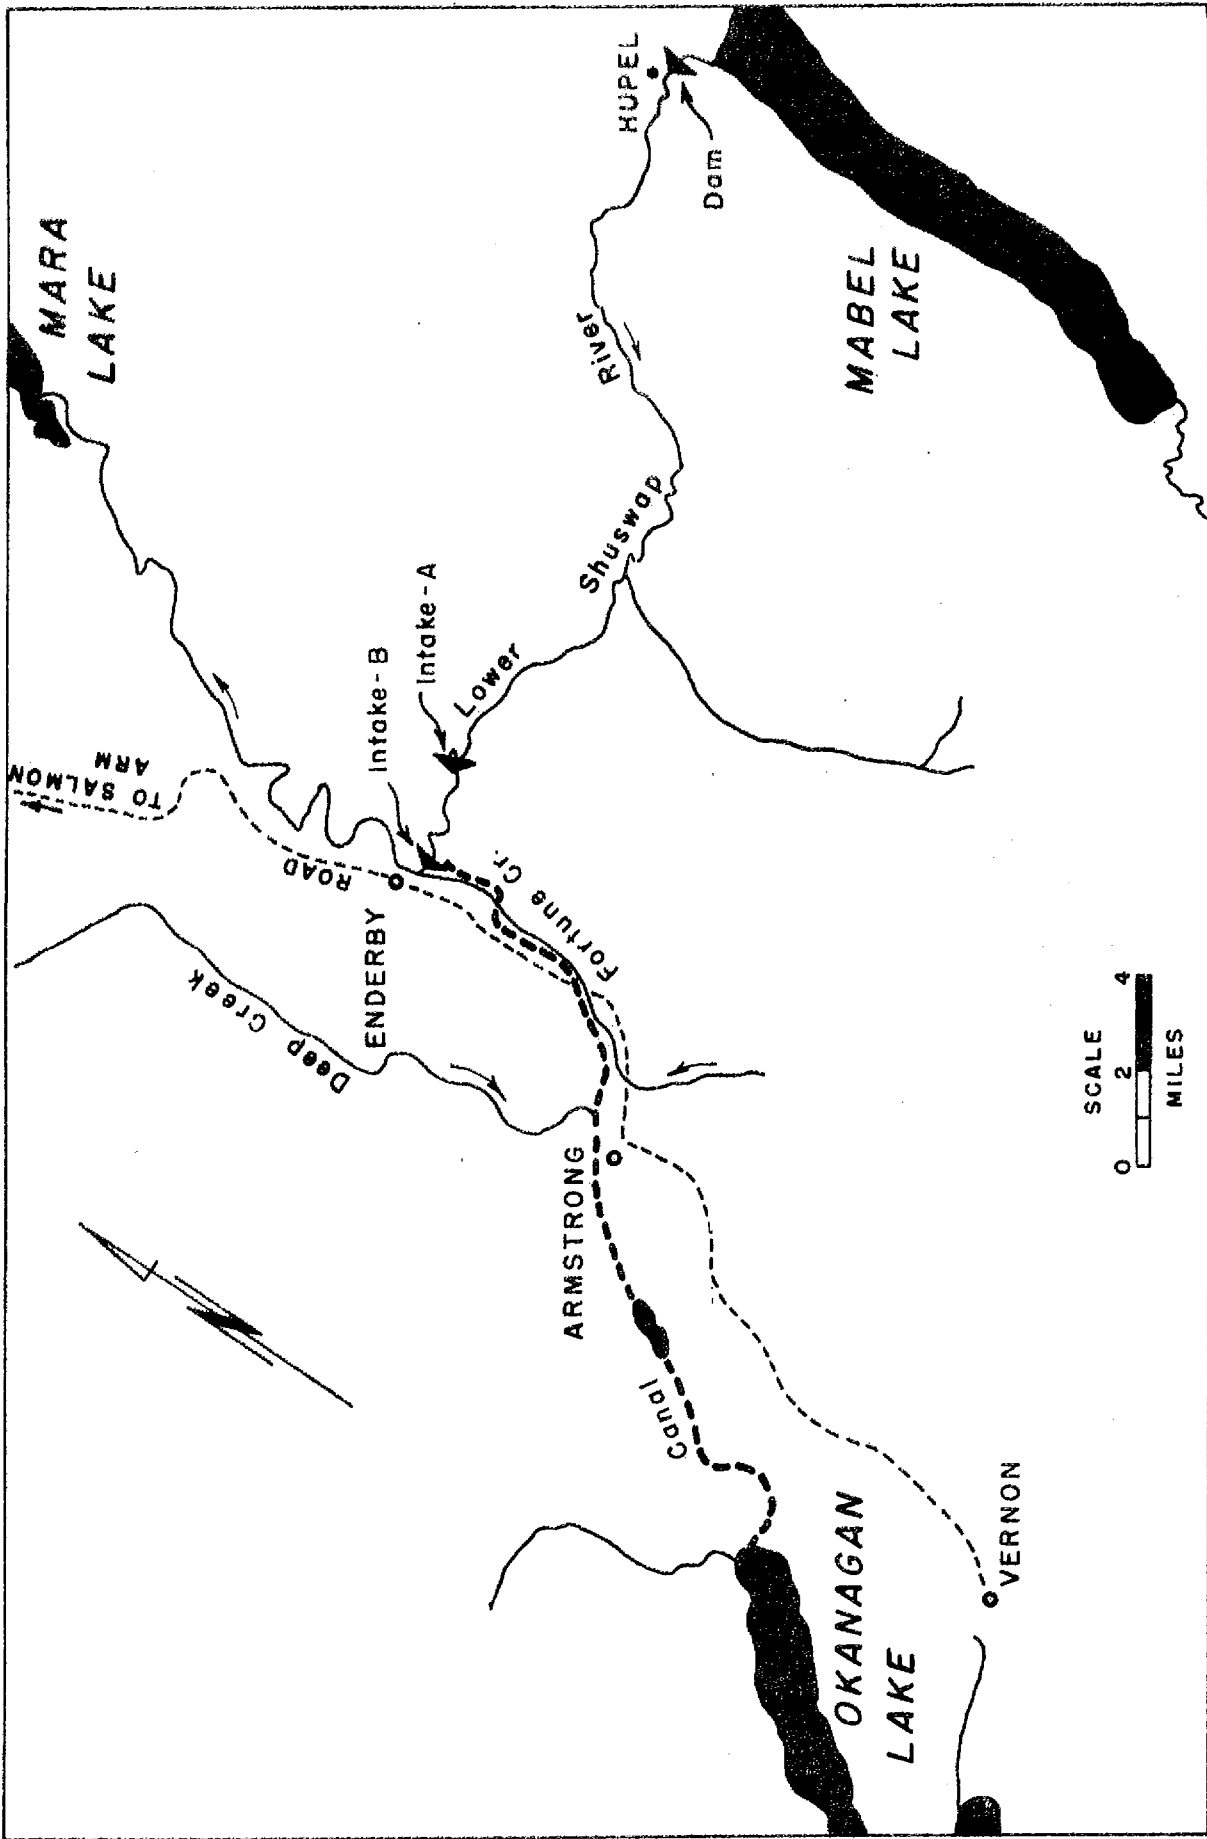 MARA
LAKE
HUPEL
Dam
River
MABEL
LAKE
Shuswap
Lower
Intake-A
Intake-B
TO SALMON
ARM
ROAD
ENDERBY
Fortune Cr.
Deep Creek
ARMSTRONG
Canal
OKANAGAN
LAKE
VERNON
SCALE
0 2 4
MILES